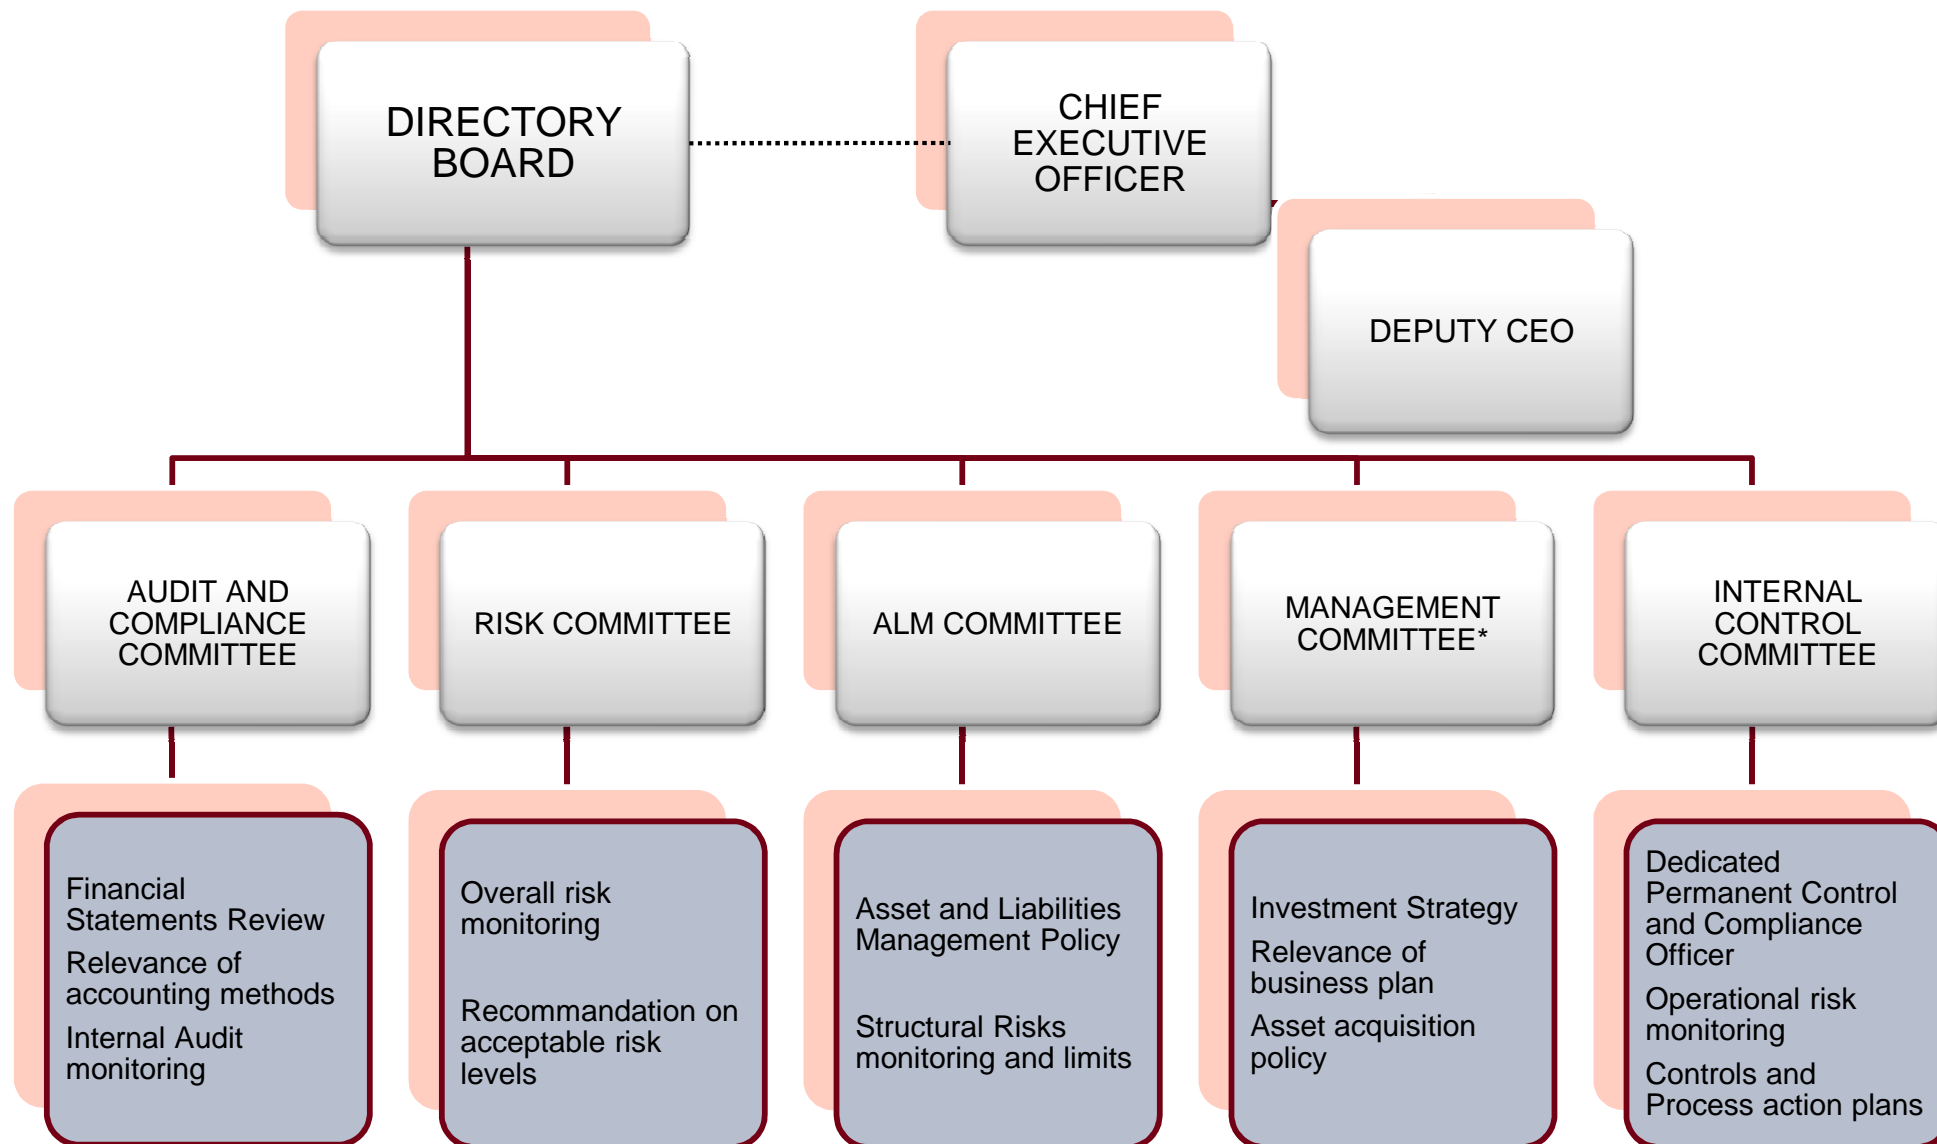 DIRECTORY
BOARD
CHIEF
EXECUTIVE
OFFICER
DEPUTY CEO
AUDIT AND
COMPLIANCE
COMMITTEE
RISK COMMITTEE
ALM COMMITTEE
MANAGEMENT
COMMITTEE*
INTERNAL
CONTROL
COMMITTEE
Financial
Statements Review
Relevance of
accounting methods
Internal Audit
monitoring
Overall risk
monitoring
Recommandation on
acceptable risk
levels
Asset and Liabilities
Management Policy
Structural Risks
monitoring and limits
Investment Strategy
Relevance of
business plan
Asset acquisition
policy
Dedicated
Permanent Control
and Compliance
Officer
Operational risk
monitoring
Controls and
Process action plans